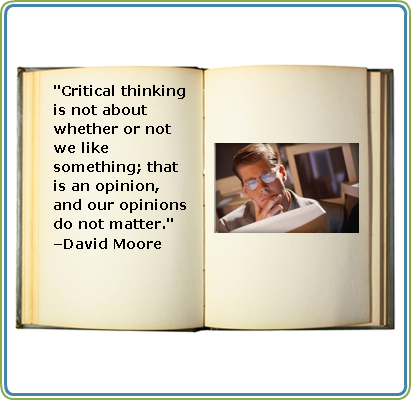 "Critical thinking
is not about
whether or not
we like
something; that
is an opinion,
and our opinions
do not matter."
–David Moore